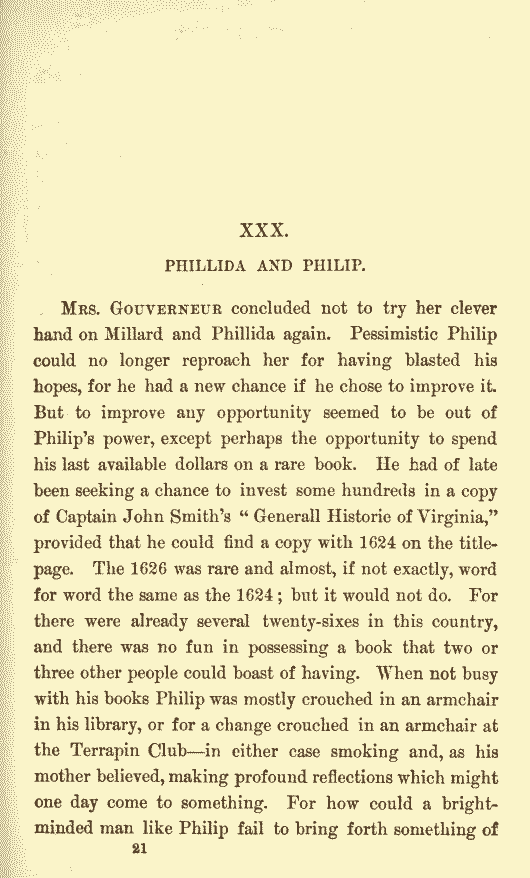 XXX.
PHILLIDA AND PHILIP.
Mrs. Gouverneur concluded not to try her clever
hand on Millard and Phillida again. Pessimistic Philip
could no longer reproach her for having blasted his
hopes, for he had a new chance if he chose to improve it.
But to improve any opportunity seemed to be out of
Philip's power, except perhaps the opportunity to spend
his last available dollars on a rare book. He had of late
been seeking a chance to invest some hundreds in a copy
of Captain John Smith's “ Generall Historie of Virginia,”
provided that he could find a copy with 1624 on the title-
page. The 1626 was rare and almost, if not exactly, word
for word the same as the 1624 ; but it would not do. For
there were already several twenty-sixes in this country,
and there was no fun in possessing a book that two or
three other people could boast of having. When not busy
with his books Philip was mostly crouched in an armchair
in his library, or for a change crouched in an armchair at
the Terrapin Club—in either case smoking and, as his
mother believed, making profound reflections which might
one day come to something. For how could a bright-
minded man like Philip fail to bring forth something of
21